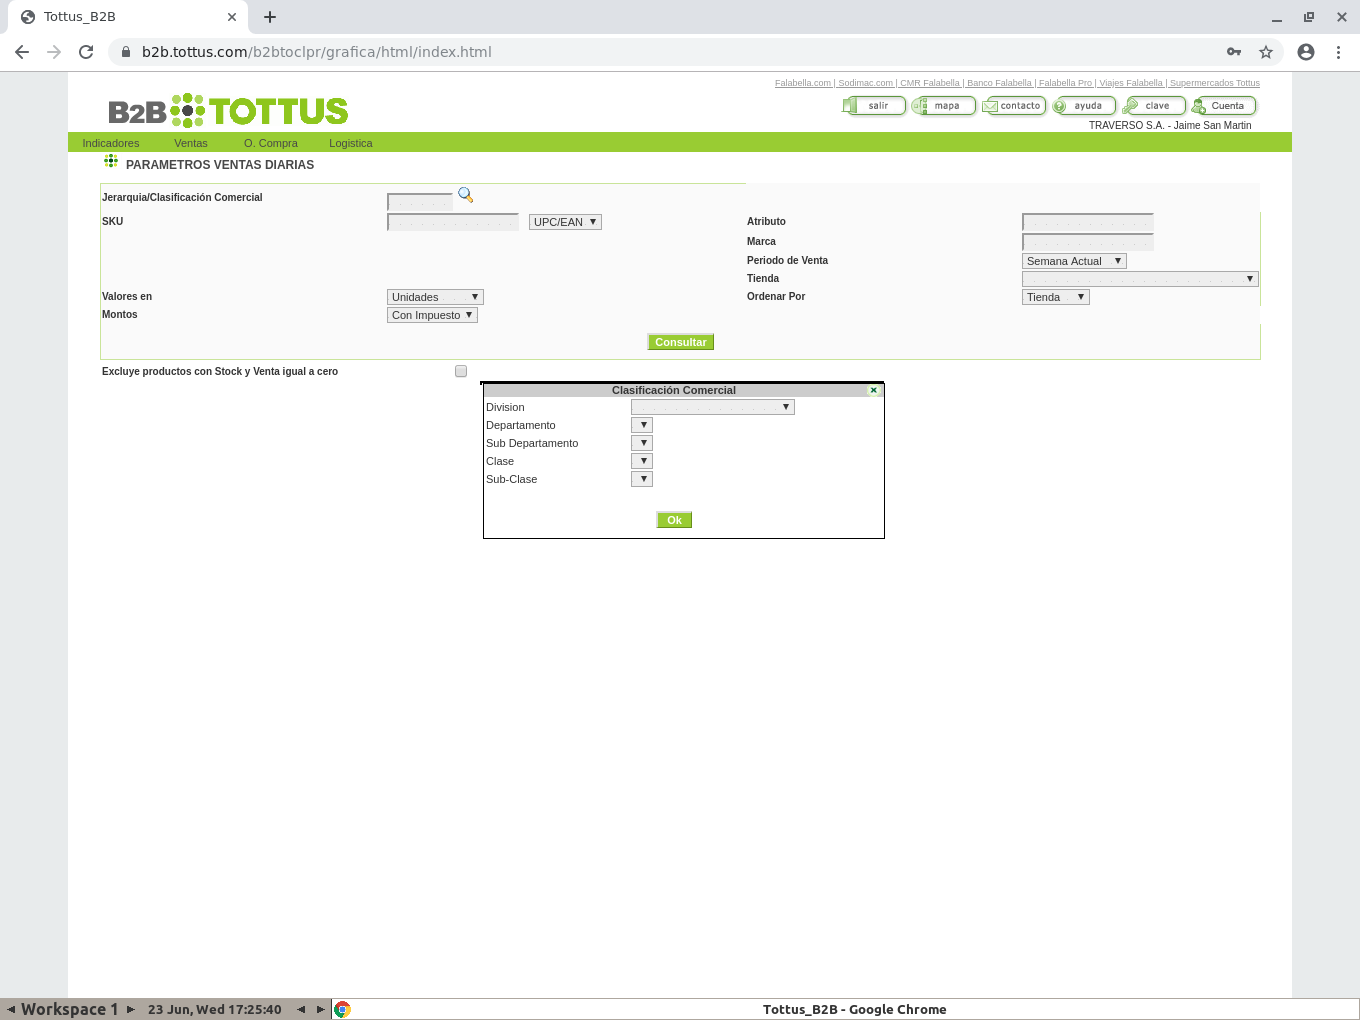 Tottus_B2B
b2b.tottus.com/b2btoclpr/grafica/html/index.html
Falabella.com | Sodimac.com | CMR Falabella | Banco Falabella | Falabella Pro | Viajes Falabella | Supermercados Tottus
B2B TOTTUS
salir mapa contacto ayuda clave Cuenta
TRAVERSO S.A. - Jaime San Martin
Indicadores Ventas O. Compra Logistica
PARAMETROS VENTAS DIARIAS
Jerarquia/Clasificación Comercial
SKU UPC/EAN Atributo
Marca
Periodo de Venta Semana Actual
Tienda
Valores en Unidades Ordenar Por Tienda
Montos Con Impuesto
Consultar
Excluye productos con Stock y Venta igual a cero
Clasificación Comercial
Division
Departamento
Sub Departamento
Clase
Sub-Clase
Ok
Workspace 1 23 Jun, Wed 17:25:40 Tottus_B2B - Google Chrome